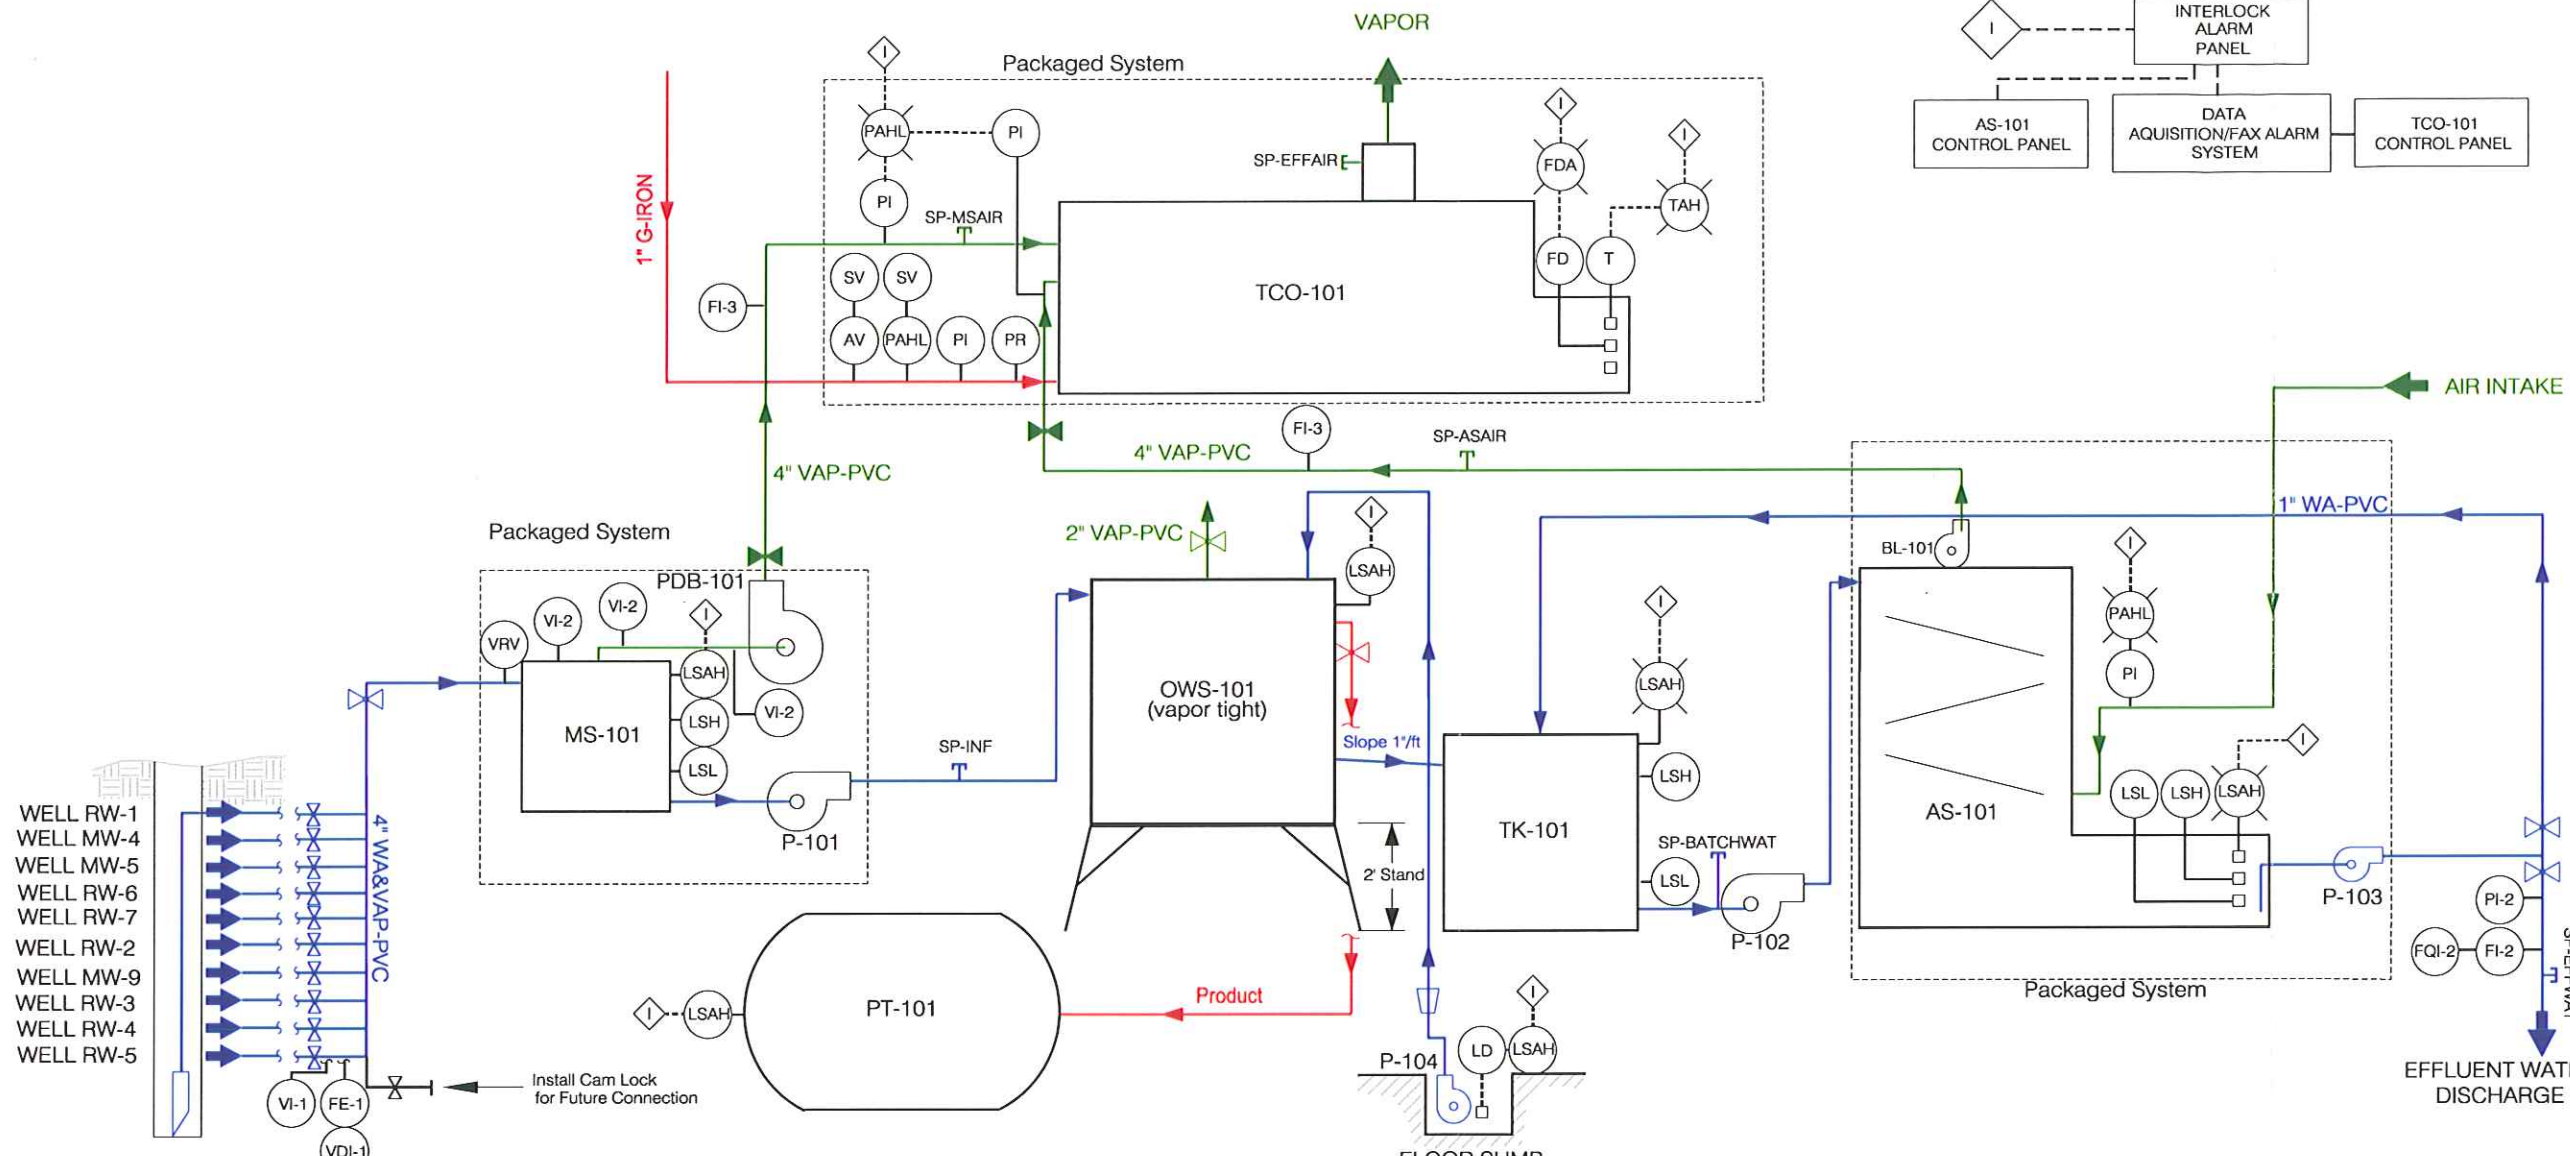 VAPOR
Packaged System
I
INTERLOCK
ALARM
PANEL
I
AS-101
CONTROL PANEL
DATA
AQUISITION/FAX ALARM
SYSTEM
TCO-101
CONTROL PANEL
PAHL
PI
PI
SP-MSAIR
SP-EFFAIR
I
FDA
I
TAH
FD
T
1" G-IRON
FI-3
SV
SV
AV
PAHL
PI
PR
TCO-101
AIR INTAKE
4" VAP-PVC
FI-3
SP-ASAIR
4" VAP-PVC
1" WA-PVC
Packaged System
PDB-101
VRV
VI-2
VI-2
I
LSAH
LSH
LSL
VI-2
MS-101
P-101
SP-INF
2" VAP-PVC
I
LSAH
OWS-101
(vapor tight)
Slope 1"/ft
2' Stand
I
LSAH
LSH
LSL
TK-101
SP-BATCHWAT
P-102
BL-101
AS-101
I
PAHL
PI
I
LSL
LSH
LSAH
P-103
Packaged System
PI-2
FQI-2
FI-2
EFFLUENT WAT
DISCHARGE
WELL RW-1
WELL MW-4
WELL MW-5
WELL RW-6
WELL RW-7
WELL RW-2
WELL MW-9
WELL RW-3
WELL RW-4
WELL RW-5
4" WA&VAP-PVC
VI-1
FE-1
VDI-1
Install Cam Lock
for Future Connection
I
LSAH
PT-101
Product
P-104
LD
LSAH
I